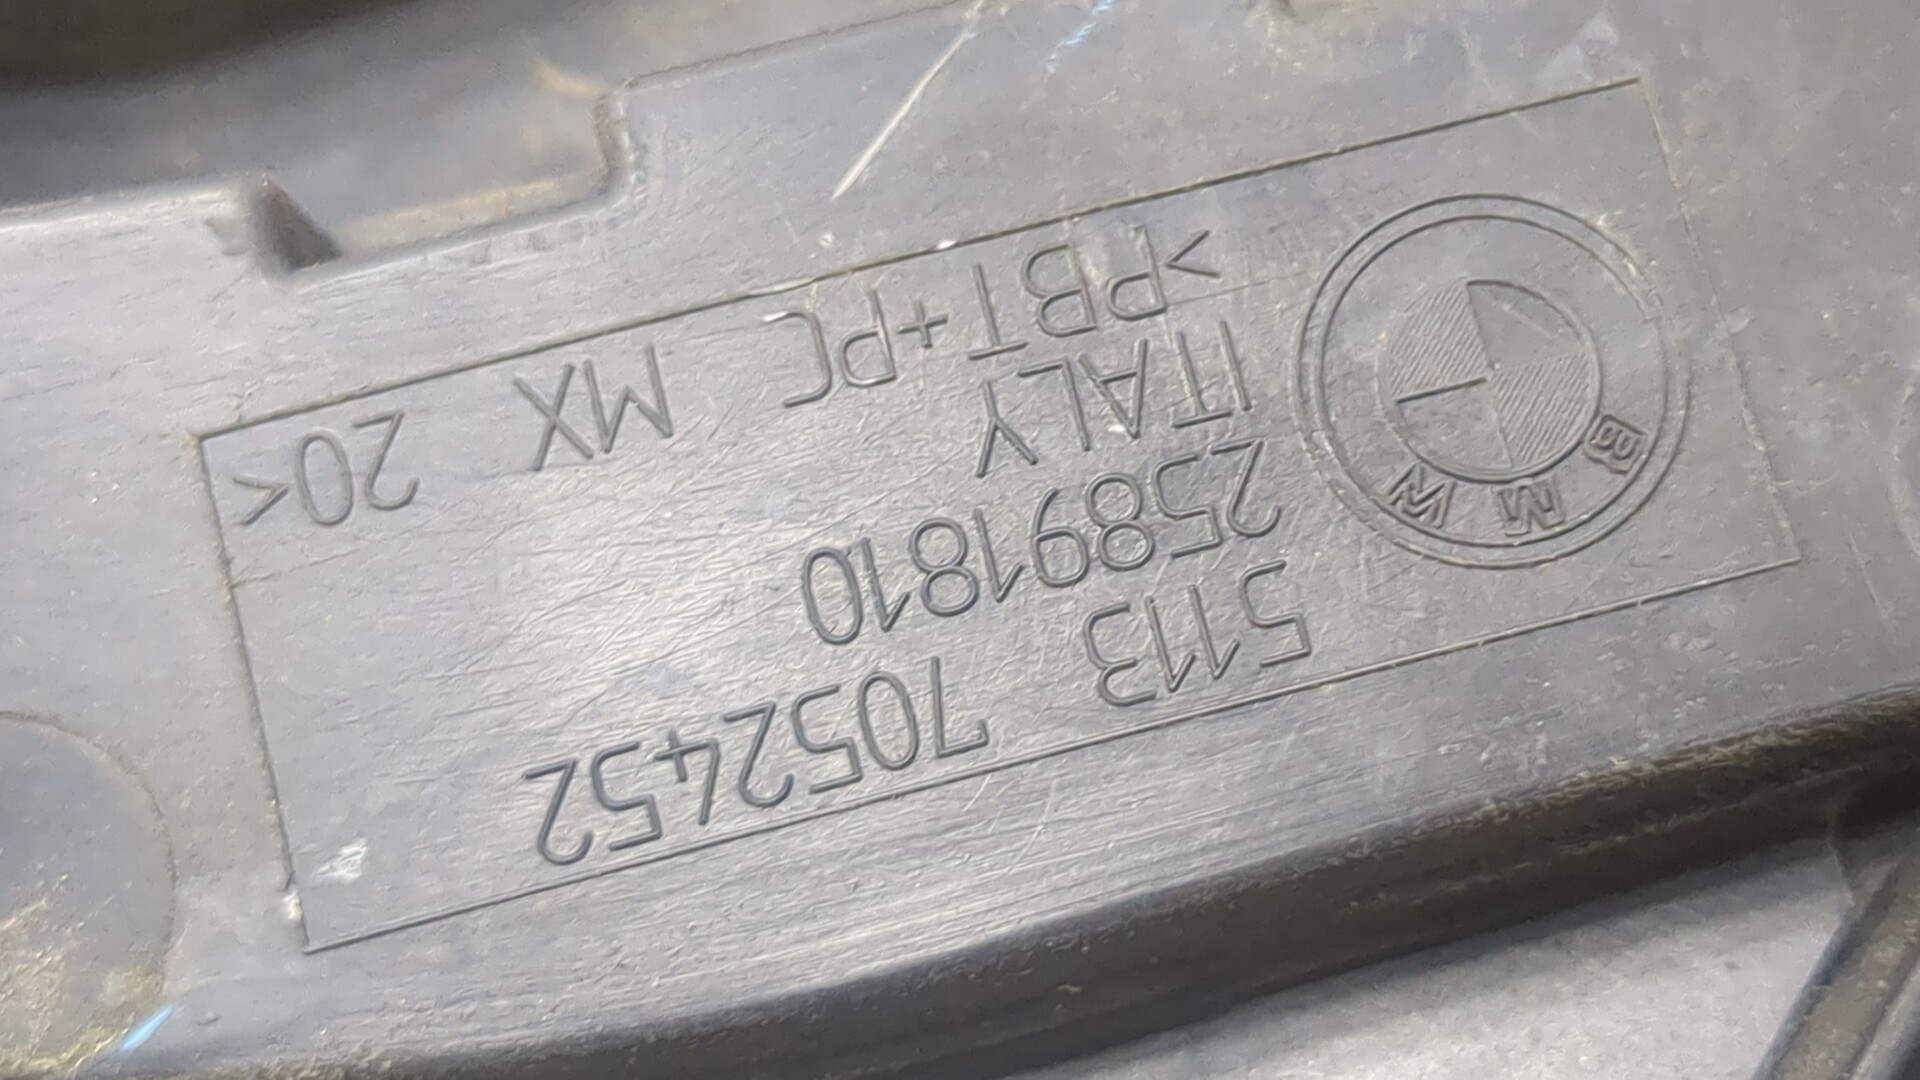 BMW
5113 7052452
25891810
ITALY
>PBT+PC MX 20<